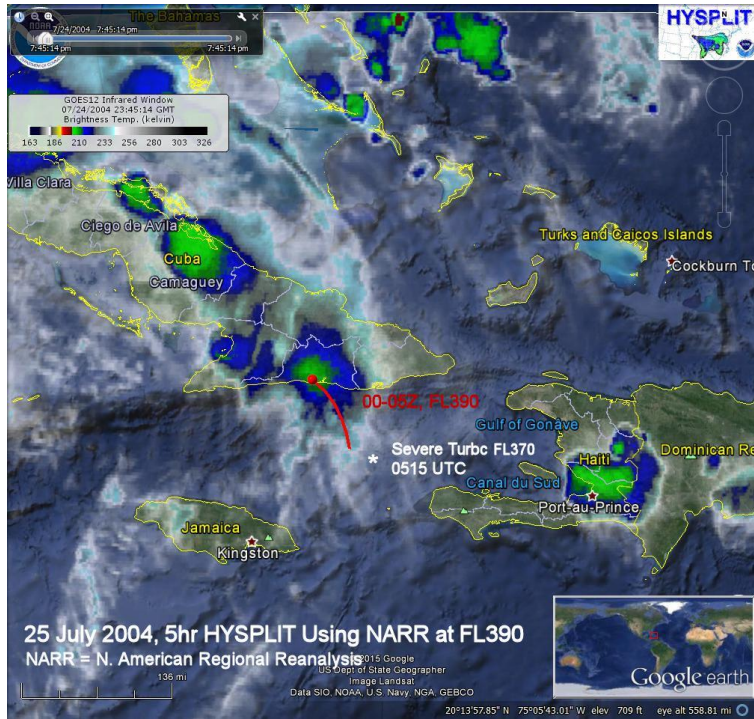 The Bahamas
7/24/2004 7:45:14 pm
7:45:14 pm 7:45:14 pm
NOAA
HYSPLIT
GOES12 Infrared Window
07/24/2004 23:45:14 GMT
Brightness Temp. (kelvin)
163 186 210 233 256 280 303 326
Villa Clara
Ciego de Avila
Cuba
Camaguey
Turks and Caicos Islands
Cockburn To
00-05Z, FL390
Gulf of Gonave
Severe Turbc FL370
0515 UTC
Haiti
Dominican Re
Canal du Sud
Port-au-Prince
Jamaica
Kingston
25 July 2004, 5hr HYSPLIT Using NARR at FL390
NARR = N. American Regional Reanalysis
©2015 Google
US Dept of State Geographer
Image Landsat
Data SIO, NOAA, U.S. Navy, NGA, GEBCO
136 mi
Google earth
20°13'57.85" N 75°05'43.01" W elev 709 ft eye alt 558.81 mi